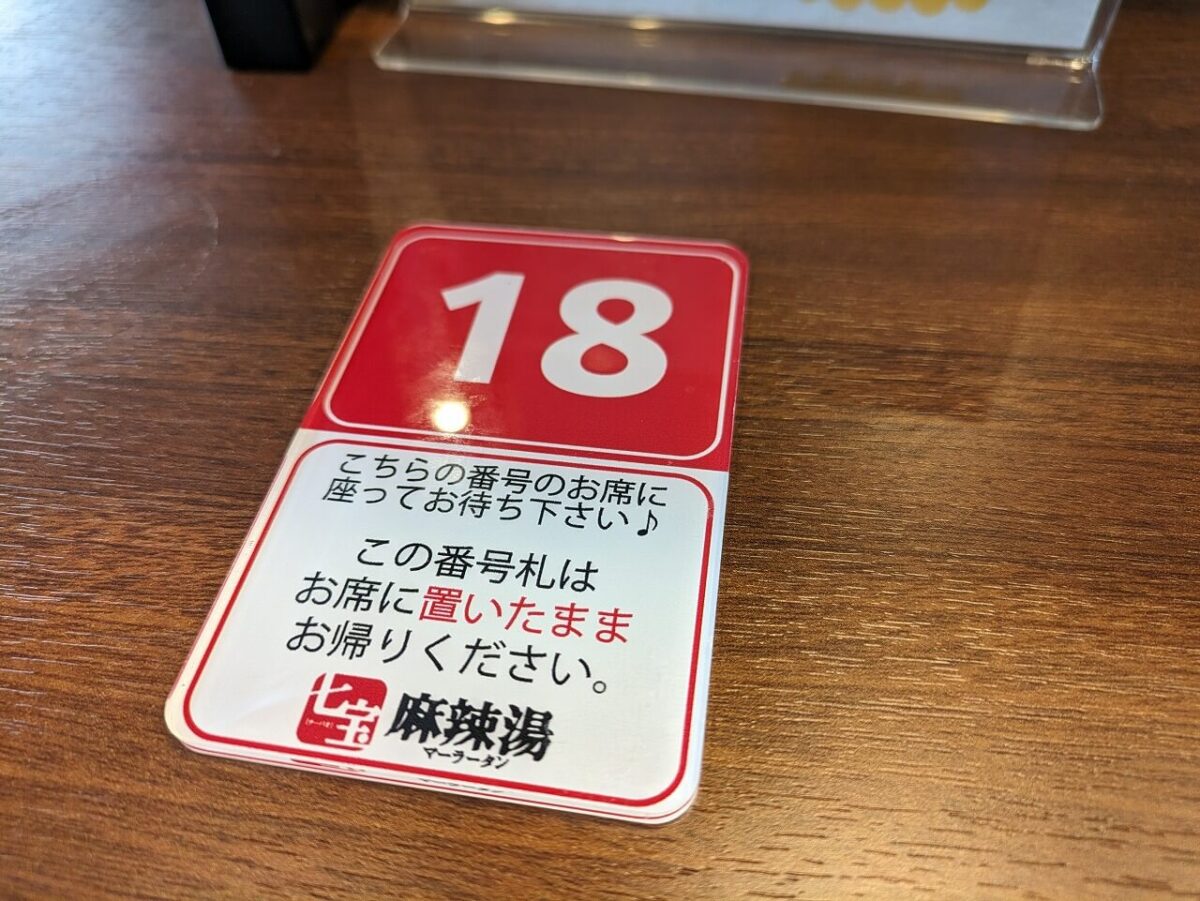 18
こちらの番号のお席に
座ってお待ち下さい♪
この番号札は
お席に置いたまま
お帰りください。
七宝
麻辣湯
マーラータン